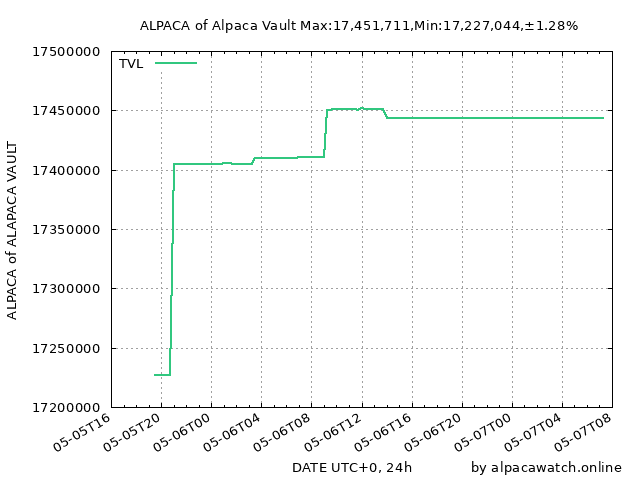 ALPACA of Alpaca Vault Max:17,451,711,Min:17,227,044,±1.28%
TVL
17500000
17450000
17400000
17350000
17300000
17250000
17200000
ALPACA of ALAPACA VAULT
05-05T16
05-05T20
05-06T00
05-06T04
05-06T08
05-06T12
05-06T16
05-06T20
05-07T00
05-07T04
05-07T08
DATE UTC+0, 24h
by alpacawatch.online